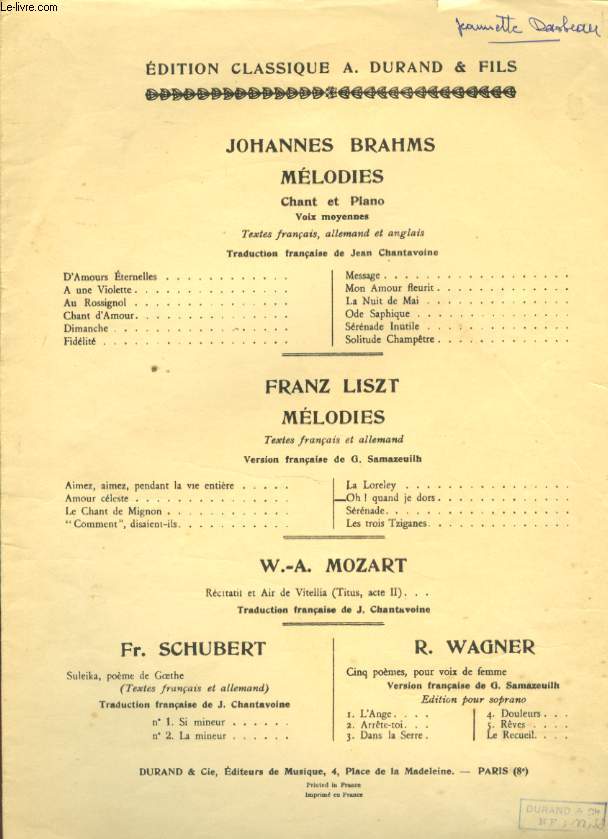 Le-livre.com
Jeannette
ÉDITION CLASSIQUE A. DURAND & FILS
JOHANNES BRAHMS
MÉLODIES
Chant et Piano
Voix moyennes
Textes français, allemand et anglais
Traduction française de Jean Chantavoine
D'Amours Éternelles . . . . . . . . . . . .
A une Violette . . . . . . . . . . . . . .
Au Rossignol . . . . . . . . . . . . . .
Chant d'Amour . . . . . . . . . . . . . .
Dimanche . . . . . . . . . . . . . . .
Fidélité . . . . . . . . . . . . . . . .
Message . . . . . . . . . . . . . . . .
Mon Amour fleurit . . . . . . . . . . . .
La Nuit de Mai . . . . . . . . . . . . .
Ode Saphique . . . . . . . . . . . . .
Sérénade Inutile . . . . . . . . . . . .
Solitude Champêtre . . . . . . . . . . . .
FRANZ LISZT
MÉLODIES
Textes français et allemand
Version française de G. Samazeuilh
Aimez, aimez, pendant la vie entière . . . . .
Amour céleste . . . . . . . . . . . . . .
Le Chant de Mignon . . . . . . . . . . .
"Comment", disaient-ils . . . . . . . . . . .
La Loreley . . . . . . . . . . . . . .
Oh ! quand je dors . . . . . . . . . . . .
Sérénade . . . . . . . . . . . . . . .
Les trois Tziganes . . . . . . . . . . . .
W.-A. MOZART
Récitatif et Air de Vitellia (Titus, acte II) . . .
Traduction française de J. Chantavoine
Fr. SCHUBERT
Suleika, poème de Gœthe
(Textes français et allemand)
Traduction française de J. Chantavoine
n° 1. Si mineur . . . . . .
n° 2. La mineur . . . . . .
R. WAGNER
Cinq poèmes, pour voix de femme
Version française de G. Samazeuilh
Edition pour soprano
1. L'Ange . . . .
2. Arrête-toi . . .
3. Dans la Serre .
4. Douleurs . . .
5. Rêves . . . .
Le Recueil . . .
DURAND & Cie, Éditeurs de Musique, 4, Place de la Madeleine. — PARIS (8e)
Printed in France
Imprimé en France
DURAND &